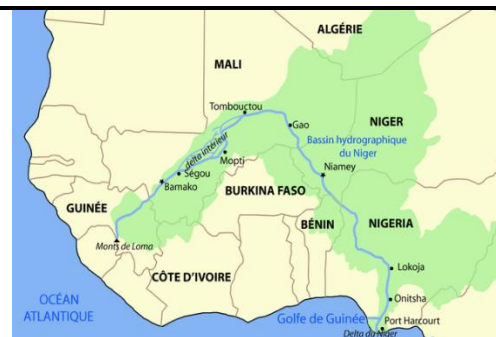 ALGÉRIE
MALI
Tombouctou
Gao
NIGER
Bassin hydrographique
du Niger
delta intérieur
Mopti
Ségou
Bamako
Niamey
BURKINA FASO
GUINÉE
BÉNIN
NIGERIA
Monts de Loma
CÔTE D'IVOIRE
Lokoja
OCÉAN
ATLANTIQUE
Onitsha
Golfe de Guinée
Port Harcourt
Delta du Niger